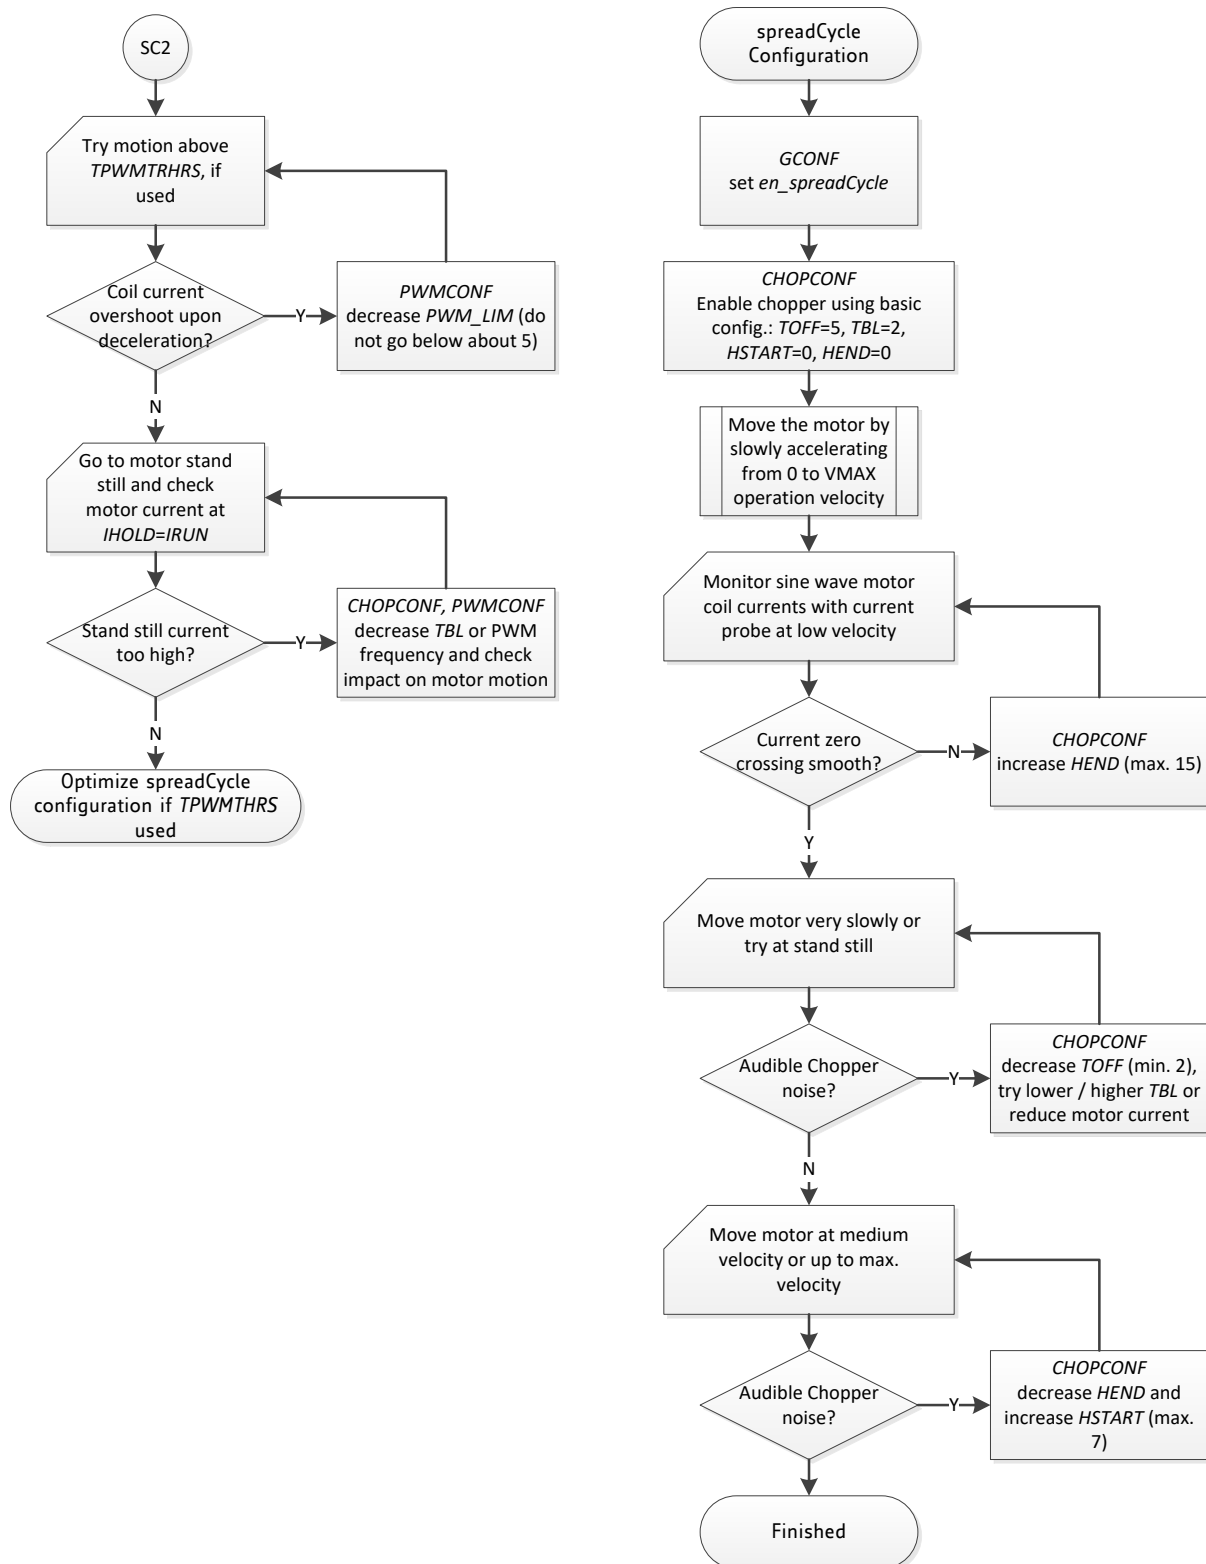 SC2
Try motion above
TPWMTRHRS, if
used
Coil current
overshoot upon
deceleration?
Y
PWMCONF
decrease PWM_LIM (do
not go below about 5)
N
Go to motor stand
still and check
motor current at
IHOLD=IRUN
Stand still current
too high?
Y
CHOPCONF, PWMCONF
decrease TBL or PWM
frequency and check
impact on motor motion
N
Optimize spreadCycle
configuration if TPWMTHRS
used
spreadCycle
Configuration
GCONF
set en_spreadCycle
CHOPCONF
Enable chopper using basic
config.: TOFF=5, TBL=2,
HSTART=0, HEND=0
Move the motor by
slowly accelerating
from 0 to VMAX
operation velocity
Monitor sine wave motor
coil currents with current
probe at low velocity
Current zero
crossing smooth?
N
CHOPCONF
increase HEND (max. 15)
Y
Move motor very slowly or
try at stand still
Audible Chopper
noise?
Y
CHOPCONF
decrease TOFF (min. 2),
try lower / higher TBL or
reduce motor current
N
Move motor at medium
velocity or up to max.
velocity
Audible Chopper
noise?
Y
CHOPCONF
decrease HEND and
increase HSTART (max.
7)
Finished